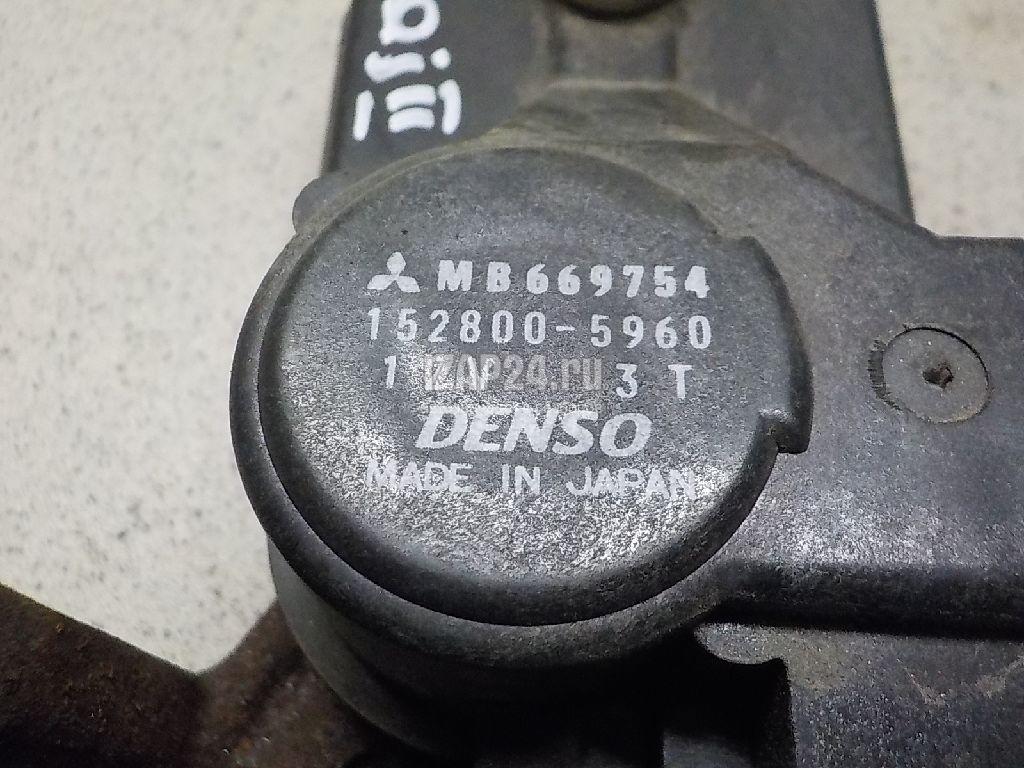 MB669754
152800-5960
1 3 T
IZAP24.ru
DENSO
MADE IN JAPAN